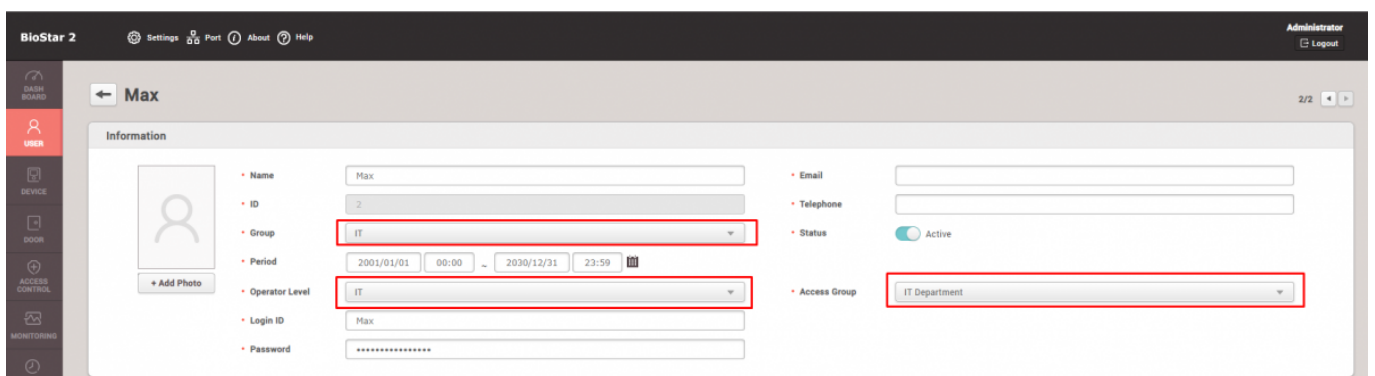 BioStar 2 Settings Port About Help Administrator
Logout
DASH
BOARD
Max 2/2
USER
Information
DEVICE
Name Max Email
ID 2 Telephone
DOOR
Group IT Status Active
Period 2001/01/01 00:00 ~ 2030/12/31 23:59
ACCESS
CONTROL
+ Add Photo
Operator Level IT Access Group IT Department
Login ID Max
MONITORING
Password ••••••••••••••••